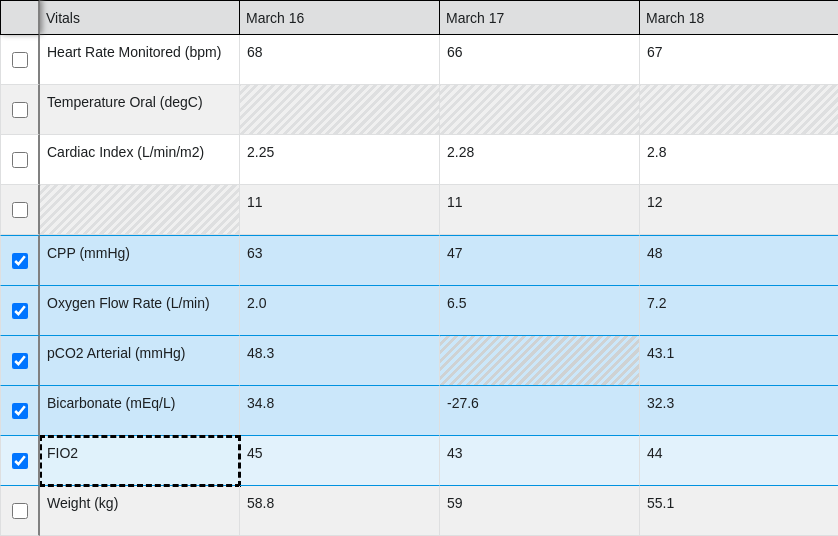 Vitals March 16 March 17 March 18
Heart Rate Monitored (bpm) 68 66 67
Temperature Oral (degC)
Cardiac Index (L/min/m2) 2.25 2.28 2.8
11 11 12
CPP (mmHg) 63 47 48
Oxygen Flow Rate (L/min) 2.0 6.5 7.2
pCO2 Arterial (mmHg) 48.3 43.1
Bicarbonate (mEq/L) 34.8 -27.6 32.3
FIO2 45 43 44
Weight (kg) 58.8 59 55.1